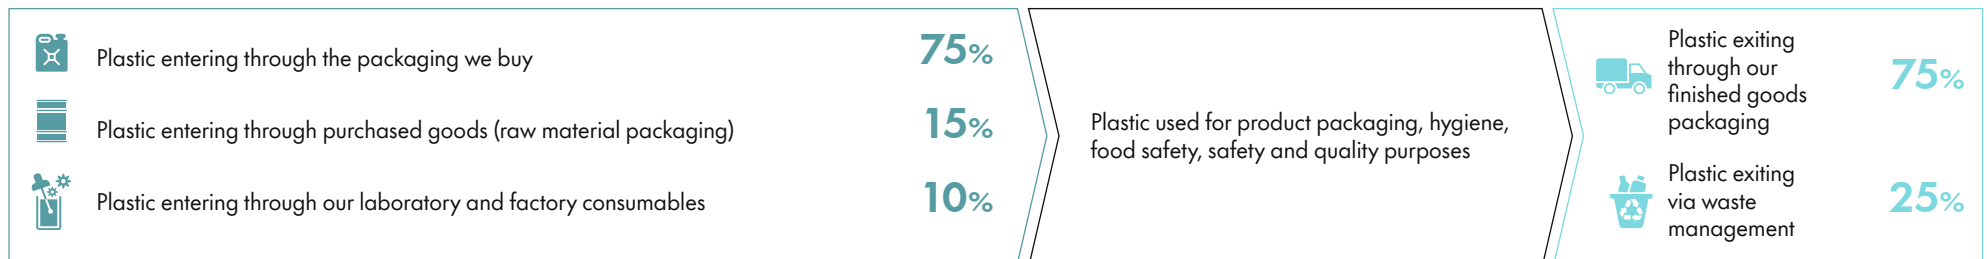 Plastic entering through the packaging we buy 75%
Plastic entering through purchased goods (raw material packaging) 15%
Plastic entering through our laboratory and factory consumables 10%
Plastic used for product packaging, hygiene,
food safety, safety and quality purposes
Plastic exiting
through our
finished goods
packaging
75%
Plastic exiting
via waste
management
25%